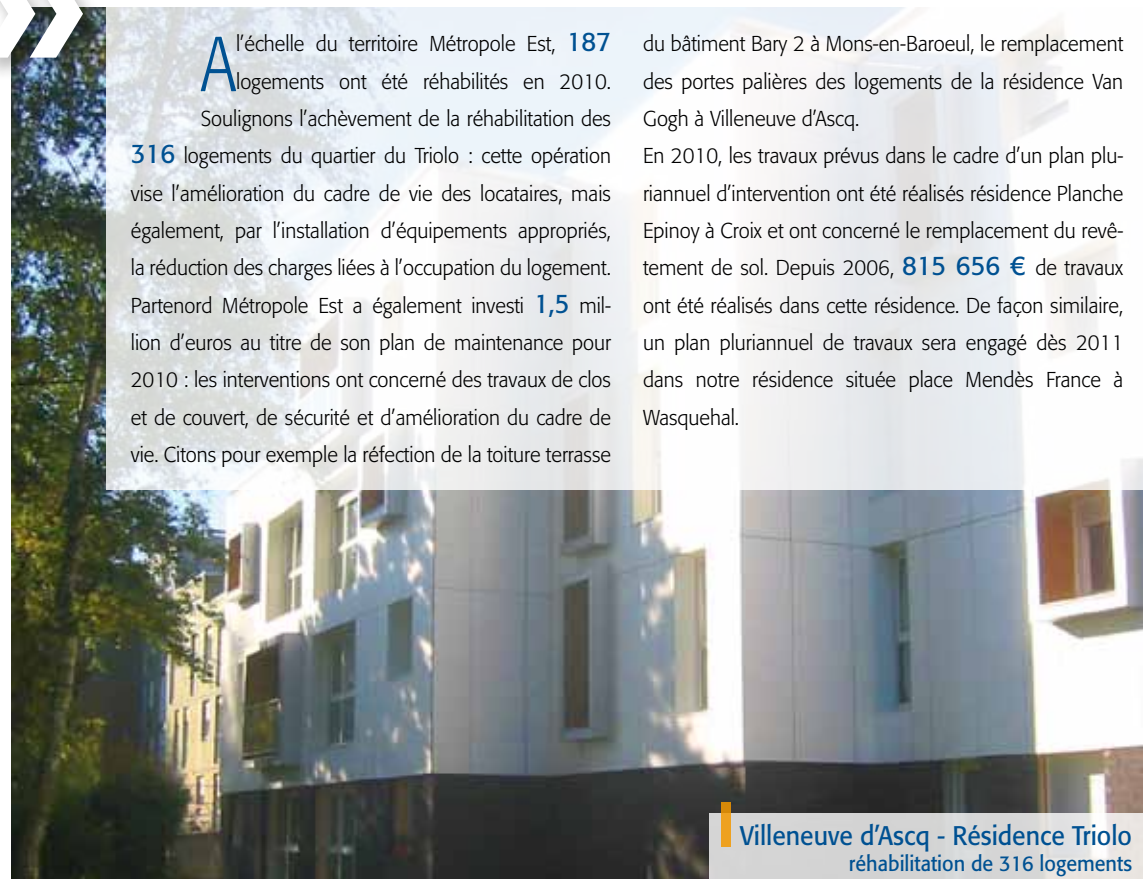 A l'échelle du territoire Métropole Est, 187
logements ont été réhabilités en 2010.
Soulignons l'achèvement de la réhabilitation des
316 logements du quartier du Triolo : cette opération
vise l'amélioration du cadre de vie des locataires, mais
également, par l'installation d'équipements appropriés,
la réduction des charges liées à l'occupation du logement.
Partenord Métropole Est a également investi 1,5 mil-
lion d'euros au titre de son plan de maintenance pour
2010 : les interventions ont concerné des travaux de clos
et de couvert, de sécurité et d'amélioration du cadre de
vie. Citons pour exemple la réfection de la toiture terrasse
du bâtiment Bary 2 à Mons-en-Baroeul, le remplacement
des portes palières des logements de la résidence Van
Gogh à Villeneuve d'Ascq.
En 2010, les travaux prévus dans le cadre d'un plan plu-
riannuel d'intervention ont été réalisés résidence Planche
Epinoy à Croix et ont concerné le remplacement du revê-
tement de sol. Depuis 2006, 815 656 € de travaux
ont été réalisés dans cette résidence. De façon similaire,
un plan pluriannuel de travaux sera engagé dès 2011
dans notre résidence située place Mendès France à
Wasquehal.
Villeneuve d'Ascq - Résidence Triolo
réhabilitation de 316 logements